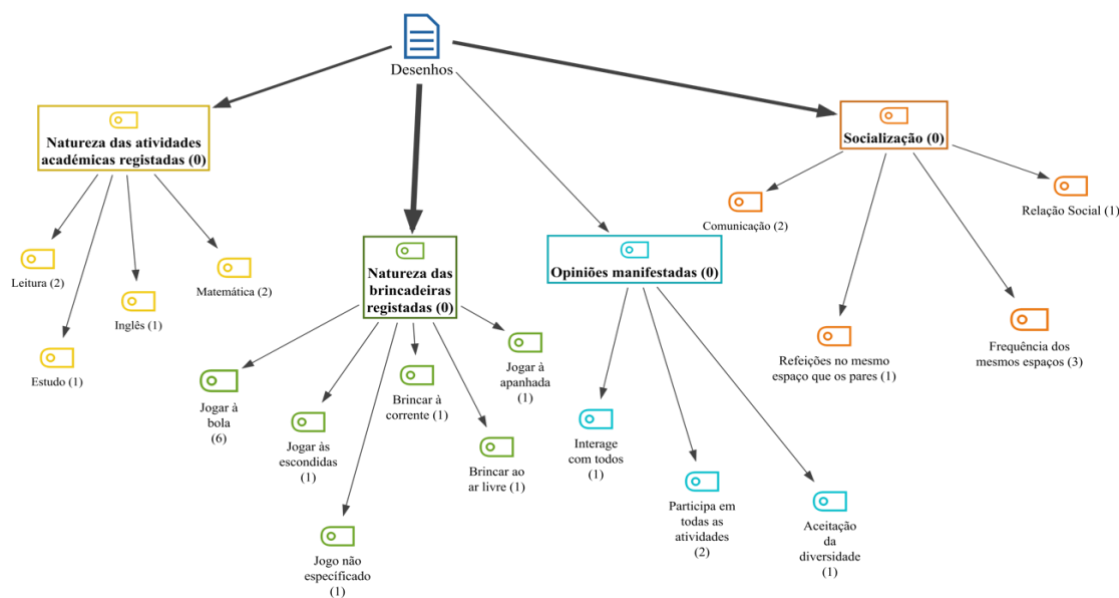 Desenhos
Natureza das atividades
académicas registadas (0)
Socialização (0)
Comunicação (2)
Relação Social (1)
Natureza das
brincadeiras
registadas (0)
Opiniões manifestadas (0)
Leitura (2)
Matemática (2)
Inglês (1)
Estudo (1)
Refeições no mesmo
espaço que os pares (1)
Frequência dos
mesmos espaços (3)
Jogar à
bola
(6)
Jogar às
escondidas
(1)
Brincar à
corrente (1)
Jogar à
apanhada
(1)
Brincar ao
ar livre (1)
Jogo não
específicado
(1)
Interage
com todos
(1)
Participa em
todas as
atividades
(2)
Aceitação
da
diversidade
(1)